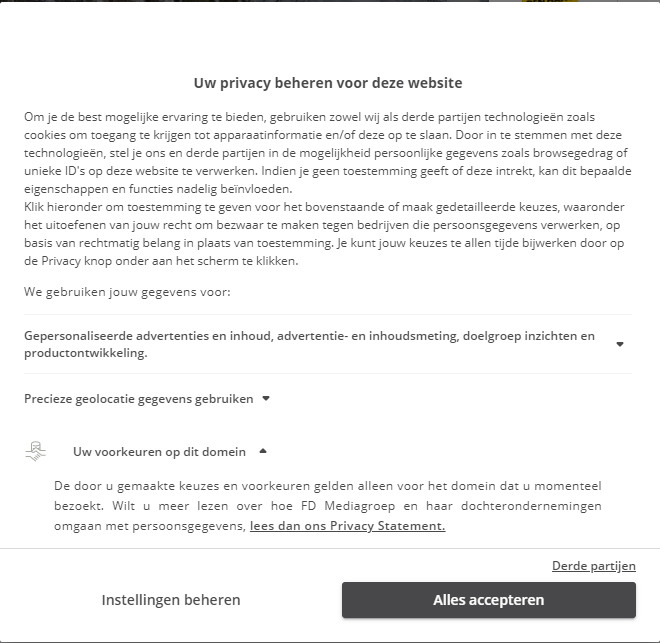 Uw privacy beheren voor deze website
Om je de best mogelijke ervaring te bieden, gebruiken zowel wij als derde partijen technologieën zoals
cookies om toegang te krijgen tot apparaatinformatie en/of deze op te slaan. Door in te stemmen met deze
technologieën, stel je ons en derde partijen in de mogelijkheid persoonlijke gegevens zoals browsegedrag of
unieke ID's op deze website te verwerken. Indien je geen toestemming geeft of deze intrekt, kan dit bepaalde
eigenschappen en functies nadelig beïnvloeden.
Klik hieronder om toestemming te geven voor het bovenstaande of maak gedetailleerde keuzes, waaronder
het uitoefenen van jouw recht om bezwaar te maken tegen bedrijven die persoonsgegevens verwerken, op
basis van rechtmatig belang in plaats van toestemming. Je kunt jouw keuzes te allen tijde bijwerken door op
de Privacy knop onder aan het scherm te klikken.
We gebruiken jouw gegevens voor:
Gepersonaliseerde advertenties en inhoud, advertentie- en inhoudsmeting, doelgroep inzichten en
productontwikkeling.
Precieze geolocatie gegevens gebruiken
Uw voorkeuren op dit domein
De door u gemaakte keuzes en voorkeuren gelden alleen voor het domein dat u momenteel
bezoekt. Wilt u meer lezen over hoe FD Mediagroep en haar dochterondernemingen
omgaan met persoonsgegevens, lees dan ons Privacy Statement.
Derde partijen
Instellingen beheren
Alles accepteren